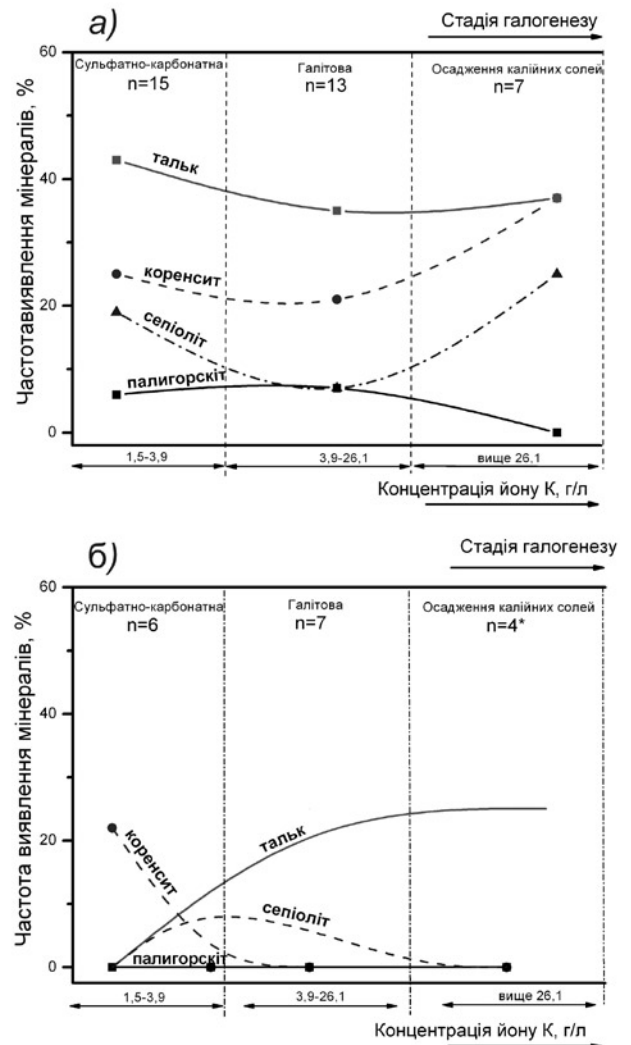 а)
Стадія галогенезу
Частотавиявлення мінералів, %
60
40
20
0
Сульфатно-карбонатна
n=15
Галітова
n=13
Осадження калійних солей
n=7
тальк
коренсит
сепіоліт
палигорскіт
1,5-3,9
3,9-26,1
вище 26,1
Концентрація йону К, г/л
б)
Стадія галогенезу
Частота виявлення мінералів, %
60
40
20
0
Сульфатно-карбонатна
n=6
Галітова
n=7
Осадження калійних солей
n=4*
коренсит
тальк
сепіоліт
палигорскіт
1,5-3,9
3,9-26,1
вище 26,1
Концентрація йону К, г/л